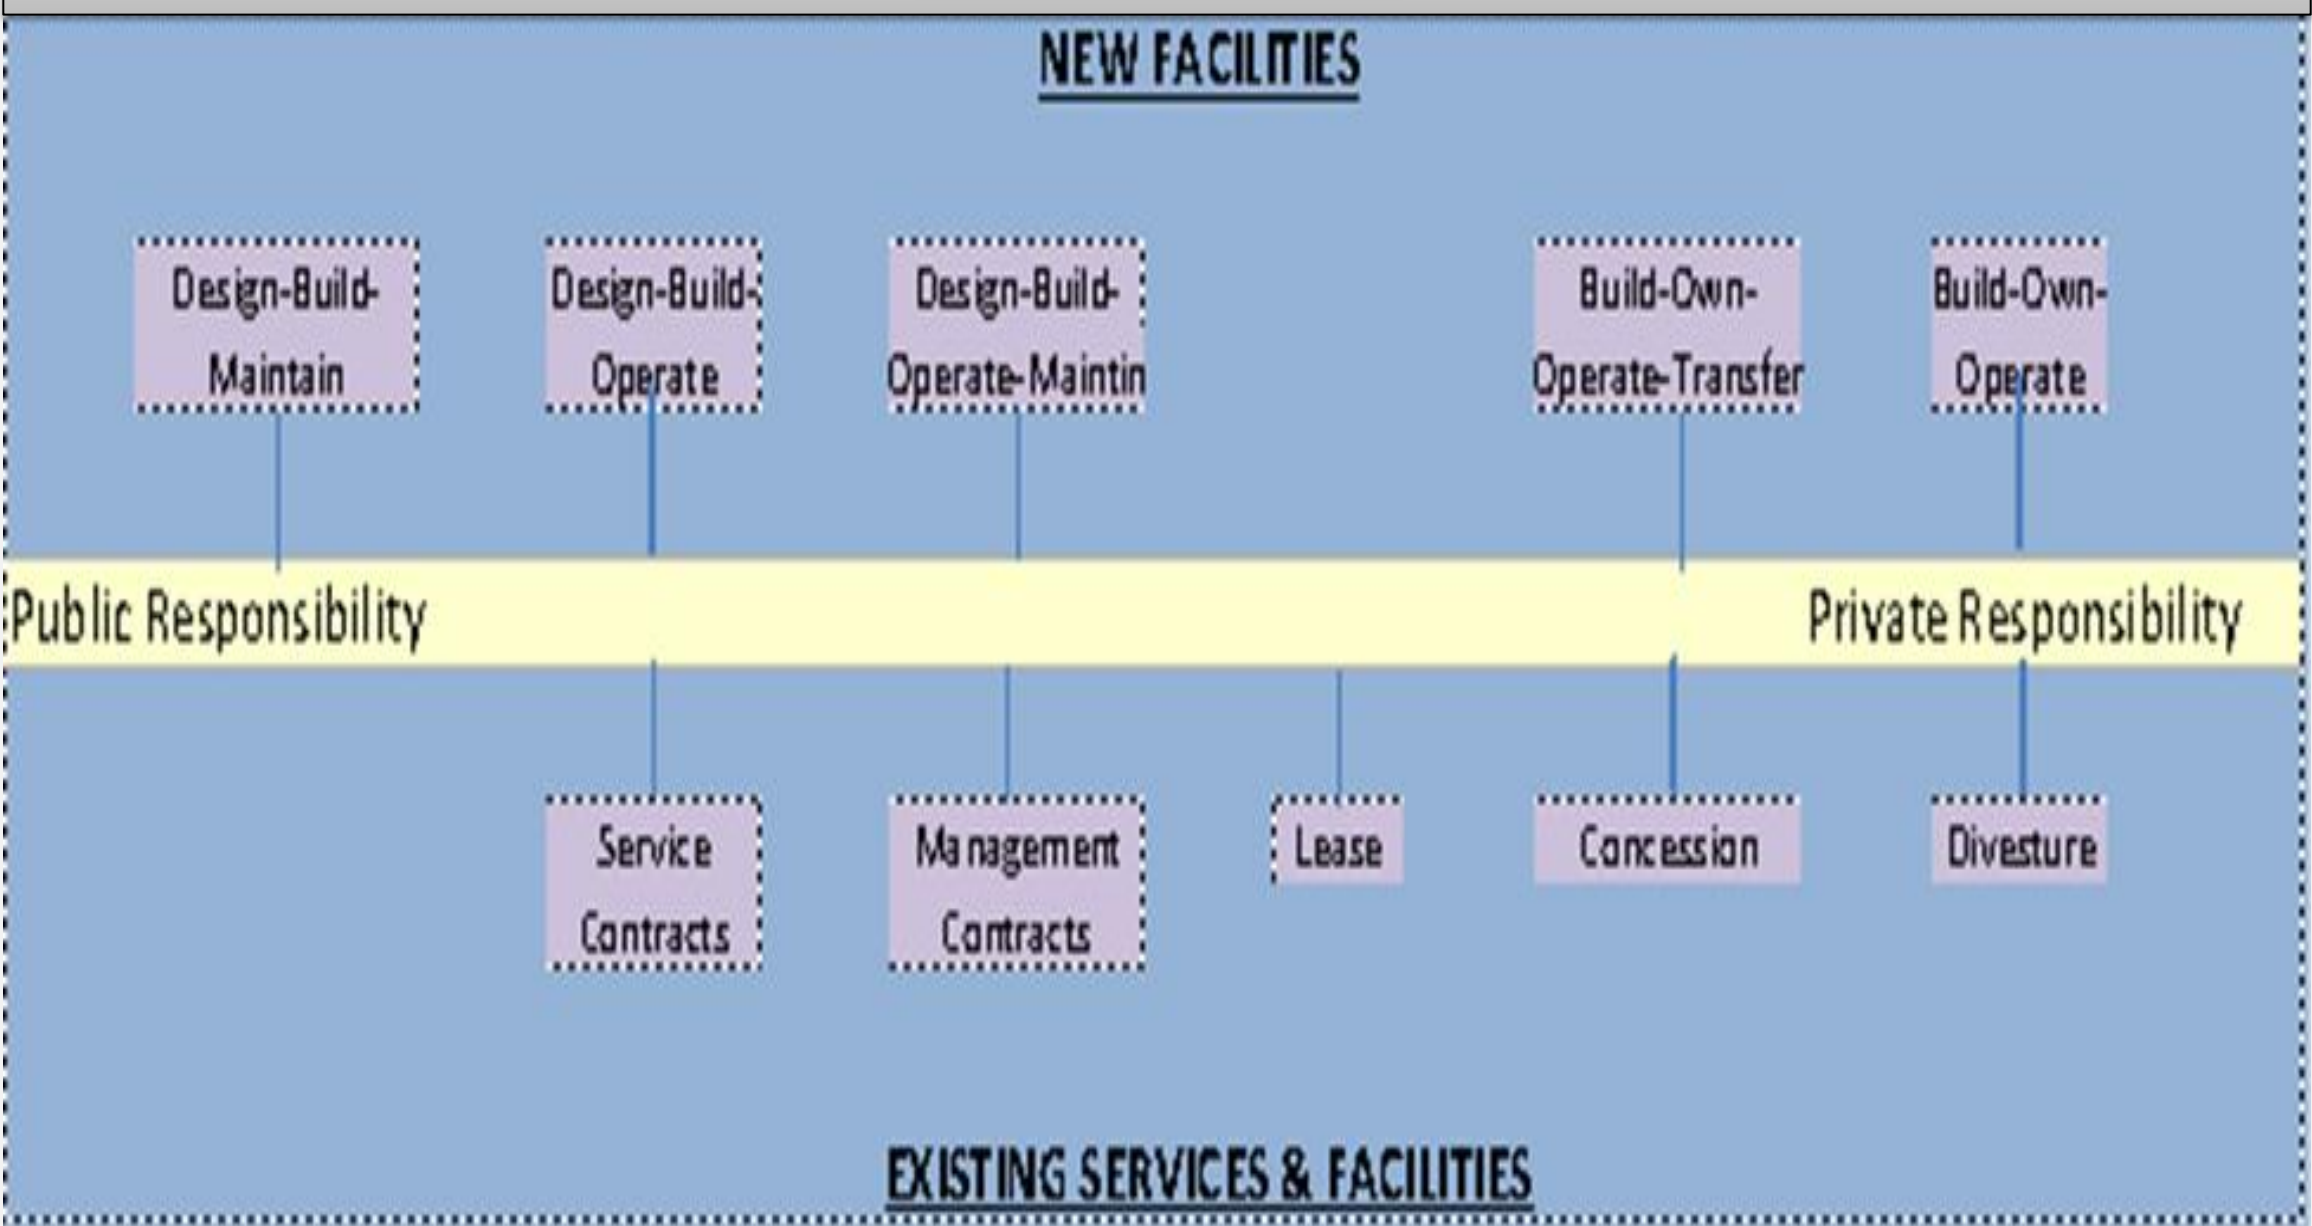 NEW FACILITIES
Design-Build-
Maintain
Design-Build-
Operate
Design-Build-
Operate-Maintin
Build-Own-
Operate-Transfer
Build-Own-
Operate
Public Responsibility
Private Responsibility
Service
Contracts
Management
Contracts
Lease
Concession
Divesture
EXISTING SERVICES & FACILITIES